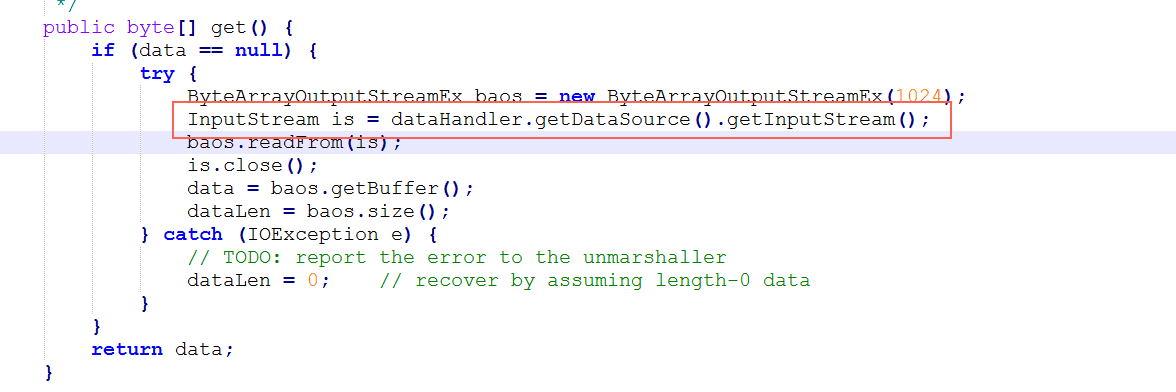 */
public byte[] get() {
if (data == null) {
try {
ByteArrayOutputStreamEx baos = new ByteArrayOutputStreamEx(1024);
InputStream is = dataHandler.getDataSource().getInputStream();
baos.readFrom(is);
is.close();
data = baos.getBuffer();
dataLen = baos.size();
} catch (IOException e) {
// TODO: report the error to the unmarshaller
dataLen = 0;    // recover by assuming length-0 data
}
}
return data;
}